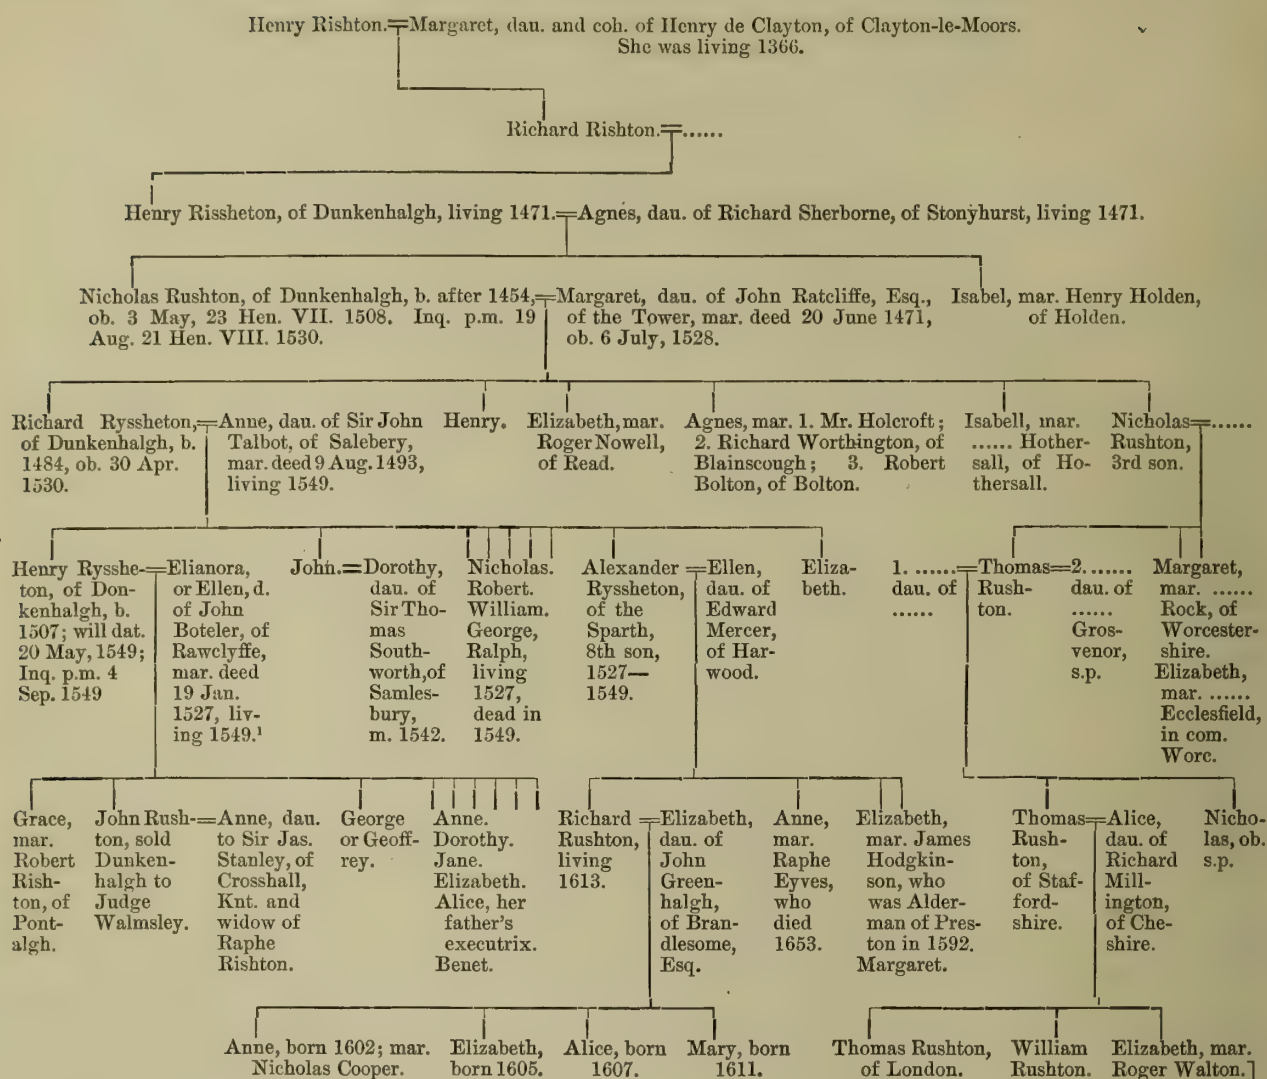 Henry Rishton.=Margaret, dau. and coh. of Henry de Clayton, of Clayton-le-Moors.
She was living 1366.
Richard Rishton.=......
Henry Rissheton, of Dunkenhalgh, living 1471.=Agnes, dau. of Richard Sherborne, of Stonyhurst, living 1471.
Nicholas Rushton, of Dunkenhalgh, b. after 1454,=
ob. 3 May, 23 Hen. VII. 1508. Inq. p.m. 19
Aug. 21 Hen. VIII. 1530.
Margaret, dau. of John Ratcliffe, Esq.,
of the Tower, mar. deed 20 June 1471,
ob. 6 July, 1528.
Isabel, mar. Henry Holden,
of Holden.
Richard Ryssheton,=
of Dunkenhalgh, b.
1484, ob. 30 Apr.
1530.
Anne, dau. of Sir John
Talbot, of Salebery,
mar. deed 9 Aug. 1493,
living 1549.
Henry.
Elizabeth, mar.
Roger Nowell,
of Read.
Agnes, mar. 1. Mr. Holcroft;
2. Richard Worthington, of
Blainscough; 3. Robert
Bolton, of Bolton.
Isabell, mar.
...... Hother-
sall, of Ho-
thersall.
Nicholas=......
Rushton,
3rd son.
Henry Rysshe-=
ton, of Don-
kenhalgh, b.
1507; will dat.
20 May, 1549;
Inq. p.m. 4
Sep. 1549
Elianora,
or Ellen, d.
of John
Boteler, of
Rawclyffe,
mar. deed
19 Jan.
1527, liv-
ing 1549.¹
John.=
Dorothy,
dau. of
Sir Tho-
mas
South-
worth, of
Samles-
bury,
m. 1542.
Nicholas.
Robert.
William.
George,
Ralph,
living
1527,
dead in
1549.
Alexander=
Ryssheton,
of the
Sparth,
8th son,
1527—
1549.
Ellen,
dau. of
Edward
Mercer,
of Har-
wood.
Eliza-
beth.
1. ......=
dau. of
......
Thomas=
Rush-
ton.
2.......
dau. of
......
Gros-
venor,
s.p.
Margaret,
mar. ......
Rock, of
Worcester-
shire.
Elizabeth,
mar. ......
Ecclesfield,
in com.
Worc.
Grace,
mar.
Robert
Rish-
ton, of
Pont-
algh.
John Rush-=
ton, sold
Dunken-
halgh to
Judge
Walmsley.
Anne, dau.
to Sir Jas.
Stanley, of
Crosshall,
Knt. and
widow of
Raphe
Rishton.
George
or Geoff-
rey.
Anne.
Dorothy.
Jane.
Elizabeth.
Alice, her
father's
executrix.
Benet.
Richard=
Rushton,
living
1613.
Elizabeth,
dau. of
John
Green-
halgh,
of Bran-
dlesome,
Esq.
Anne,
mar.
Raphe
Eyves,
who
died
1653.
Elizabeth,
mar. James
Hodgkin-
son, who
was Alder-
man of Pres-
ton in 1592.
Margaret.
Thomas=
Rush-
ton,
of Staf-
ford-
shire.
Alice,
dau. of
Richard
Mill-
ington,
of Che-
shire.
Nicho-
las, ob.
s.p.
Anne, born 1602; mar.
Nicholas Cooper.
Elizabeth,
born 1605.
Alice, born
1607.
Mary, born
1611.
Thomas Rushton,
of London.
William
Rushton.
Elizabeth, mar.
Roger Walton.]